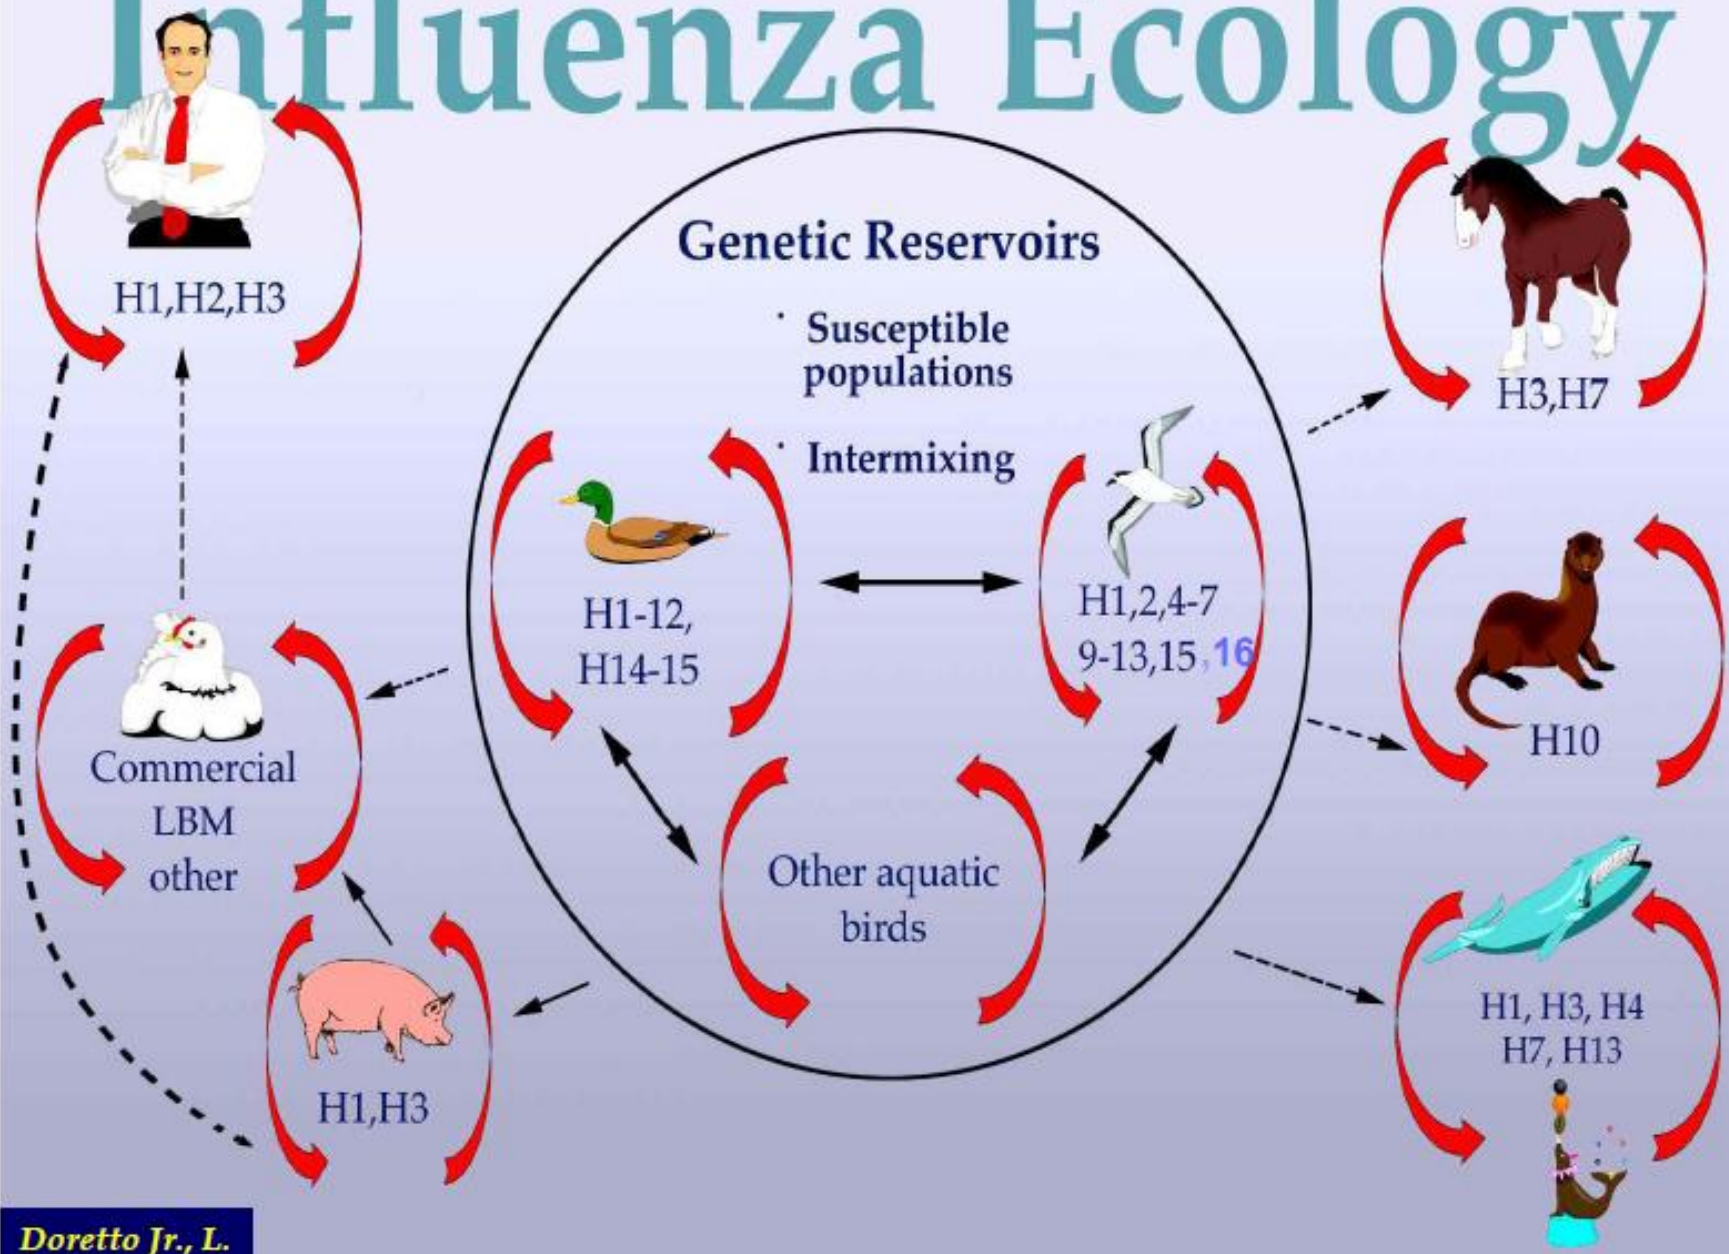 Influenza Ecology
H1,H2,H3
Genetic Reservoirs
· Susceptible
populations
· Intermixing
H3,H7
H1-12,
H14-15
H1,2,4-7
9-13,15,16
H10
Commercial
LBM
other
Other aquatic
birds
H1,H3
H1, H3, H4
H7, H13
Doretto Jr., L.